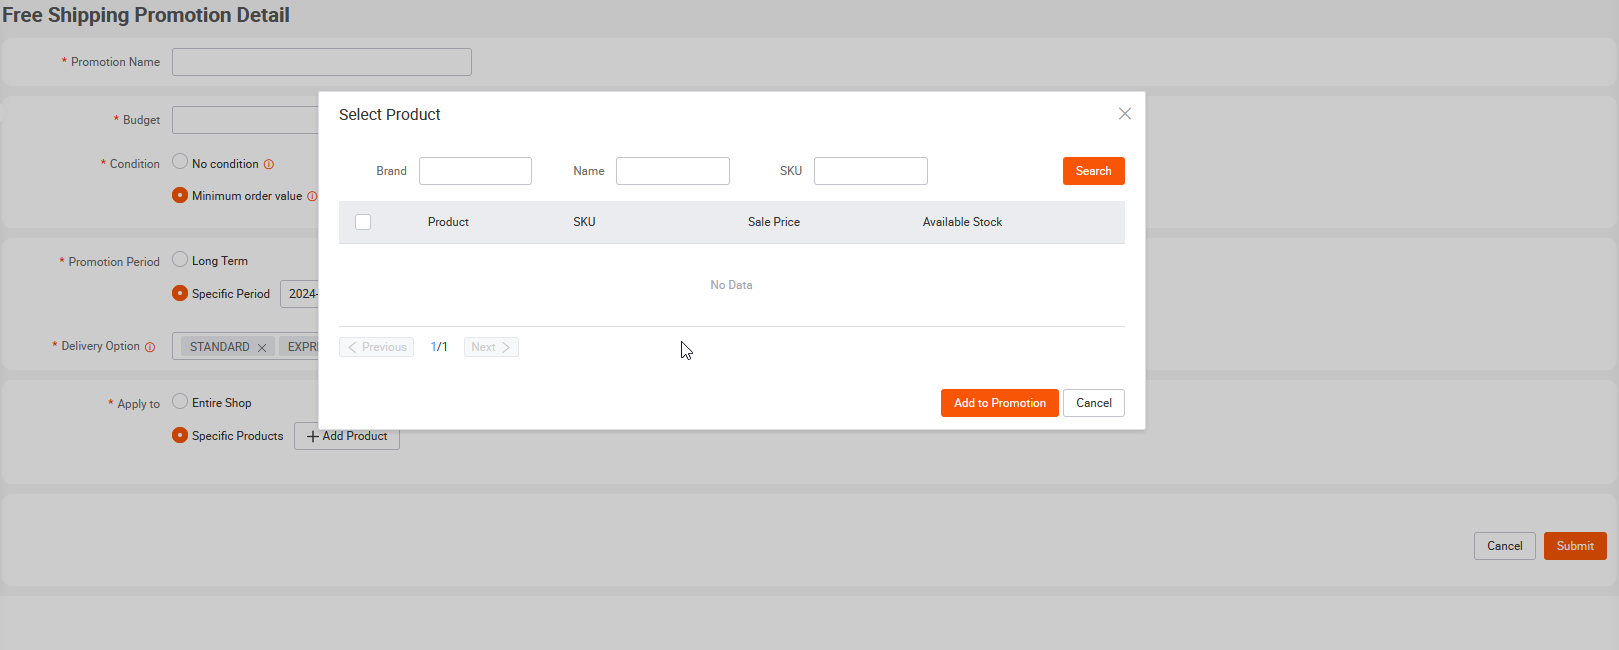 Free Shipping Promotion Detail
* Promotion Name
* Budget
* Condition
No condition
Minimum order value
* Promotion Period
Long Term
Specific Period
2024-
* Delivery Option
STANDARD
EXPR
* Apply to
Entire Shop
Specific Products
Add Product
Select Product
Brand
Name
SKU
Search
Product SKU Sale Price Available Stock
No Data
Previous 1/1 Next
Add to Promotion Cancel
Cancel Submit